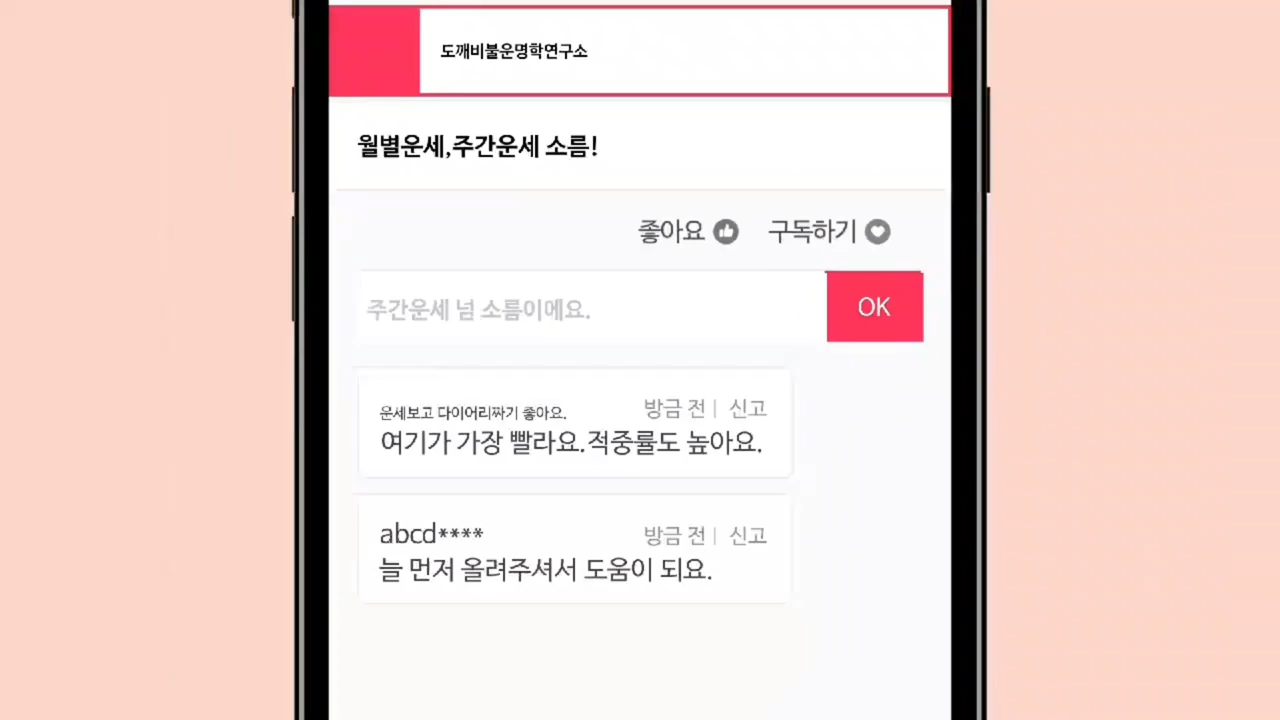 도깨비불운명학연구소
월별운세,주간운세 소름!
좋아요 구독하기
주간운세 넘 소름이에요.
OK
운세보고 다이어리짜기 좋아요. 방금 전 | 신고
여기가 가장 빨라요.적중률도 높아요.
abcd**** 방금 전 | 신고
늘 먼저 올려주셔서 도움이 되요.